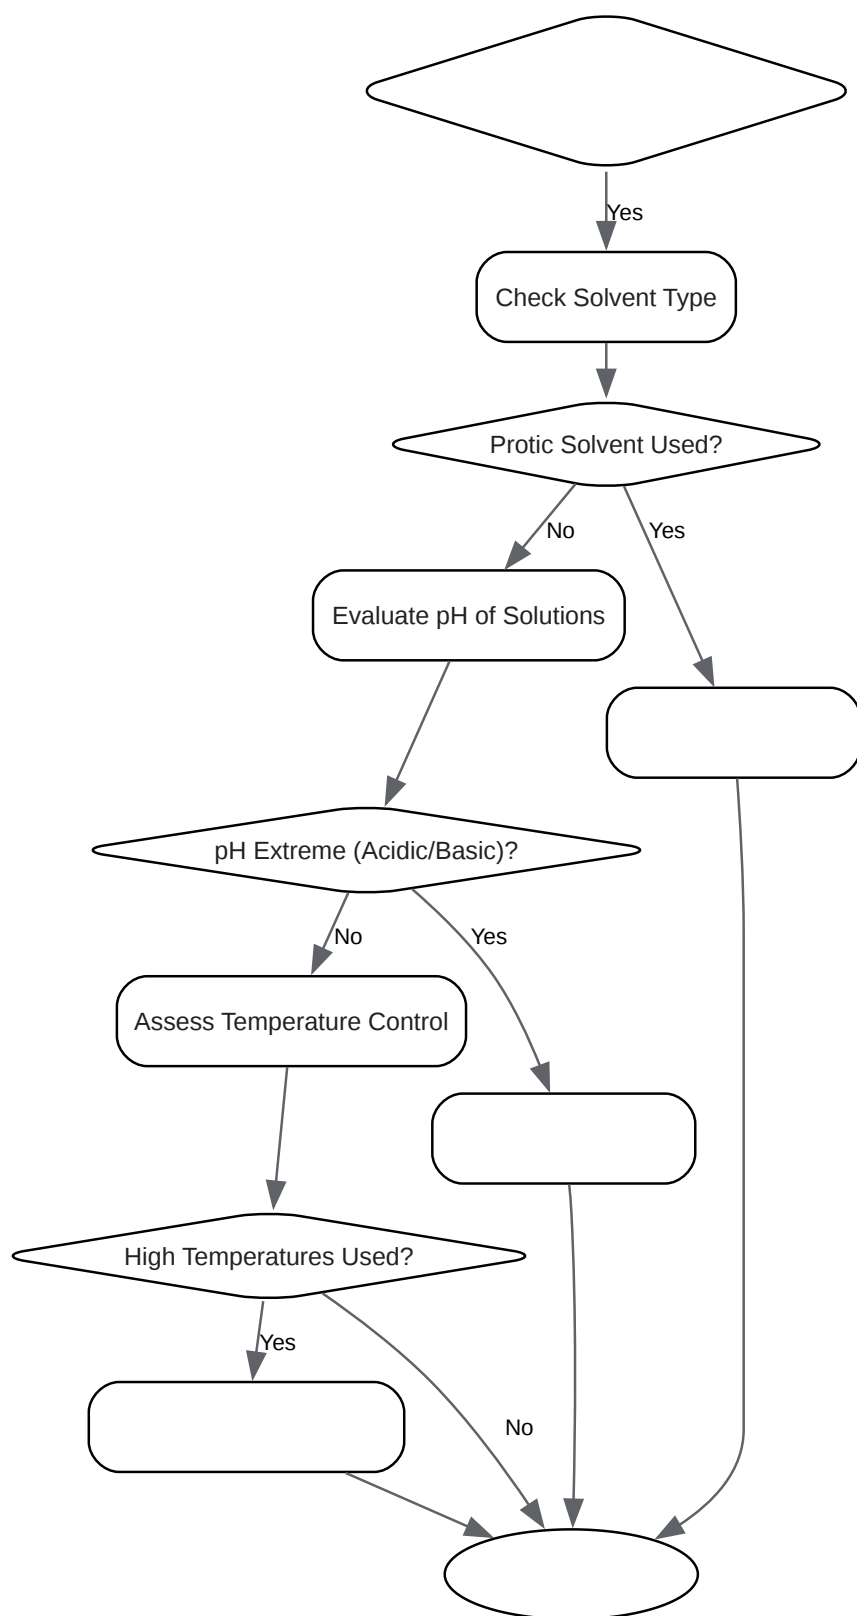 Yes
Check Solvent Type
Protic Solvent Used?
No
Yes
Evaluate pH of Solutions
pH Extreme (Acidic/Basic)?
No
Yes
Assess Temperature Control
High Temperatures Used?
Yes
No